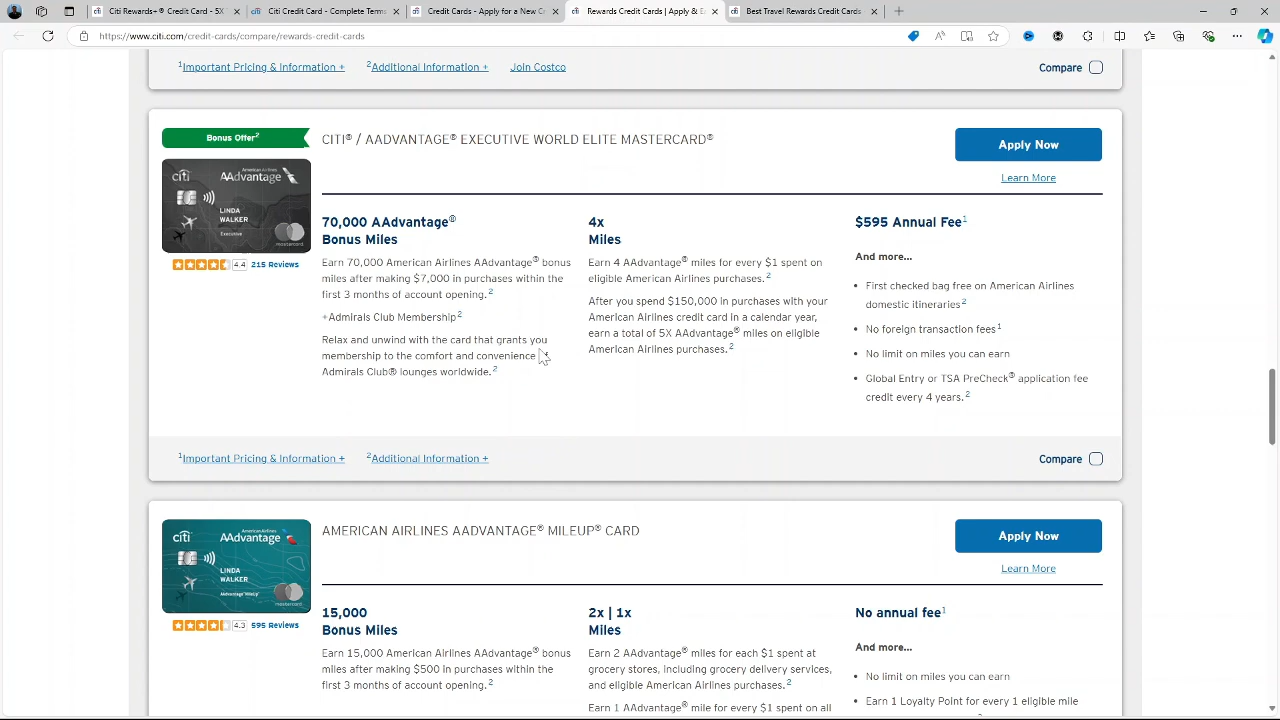 Citi Rewards+ ® Credit Card - 5X
Citi Credit Card - Complete Terms
Credit Cards - Apply for a New C
Rewards Credit Cards | Apply & E
Best Travel Rewards Credit Cards
https://www.citi.com/credit-cards/compare/rewards-credit-cards
1Important Pricing & Information +
2Additional Information +
Join Costco
Compare
Bonus Offer2
CITI® / AADVANTAGE® EXECUTIVE WORLD ELITE MASTERCARD®
Apply Now
Learn More
citi
American Airlines
AAdvantage
LINDA
WALKER
Executive
mastercard
4.4
215 Reviews
70,000 AAdvantage®
Bonus Miles
Earn 70,000 American Airlines AAdvantage® bonus
miles after making $7,000 in purchases within the
first 3 months of account opening.2
+Admirals Club Membership2
Relax and unwind with the card that grants you
membership to the comfort and convenience
Admirals Club® lounges worldwide.2
4x
Miles
Earn 4 AAdvantage® miles for every $1 spent on
eligible American Airlines purchases.2
After you spend $150,000 in purchases with your
American Airlines credit card in a calendar year,
earn a total of 5X AAdvantage® miles on eligible
American Airlines purchases.2
$595 Annual Fee1
And more...
• First checked bag free on American Airlines
domestic itineraries2
• No foreign transaction fees1
• No limit on miles you can earn
• Global Entry or TSA PreCheck® application fee
credit every 4 years.2
1Important Pricing & Information +
2Additional Information +
Compare
AMERICAN AIRLINES AADVANTAGE® MILEUP® CARD
Apply Now
Learn More
citi
American Airlines
AAdvantage
LINDA
WALKER
AAdvantage MileUp
mastercard
4.3
595 Reviews
15,000
Bonus Miles
Earn 15,000 American Airlines AAdvantage® bonus
miles after making $500 in purchases within the
first 3 months of account opening.2
2x | 1x
Miles
Earn 2 AAdvantage® miles for each $1 spent at
grocery stores, including grocery delivery services,
and eligible American Airlines purchases.2
Earn 1 AAdvantage® mile for every $1 spent on all
No annual fee1
And more...
• No limit on miles you can earn
• Earn 1 Loyalty Point for every 1 eligible mile